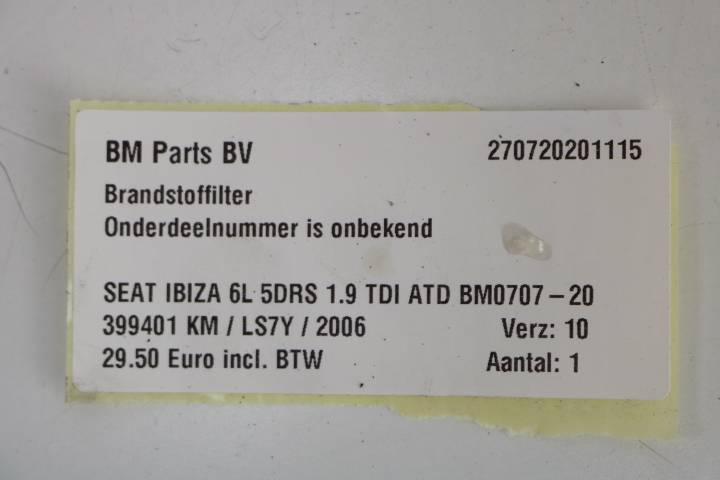 BM Parts BV 270720201115
Brandstoffilter
Onderdeelnummer is onbekend
SEAT IBIZA 6L 5DRS 1.9 TDI ATD BM0707-20
399401 KM / LS7Y / 2006 Verz: 10
29.50 Euro incl. BTW Aantal: 1